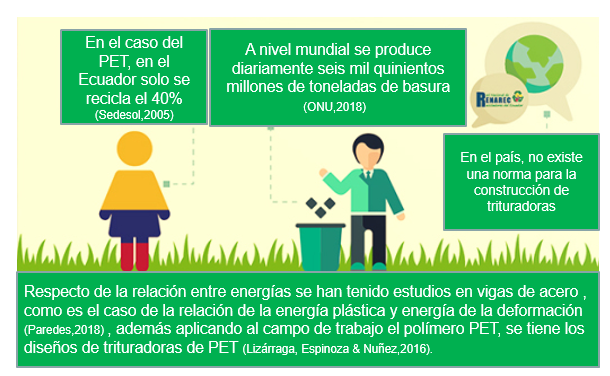 En el caso del
PET, en el
Ecuador solo se
recicla el 40%
(Sedesol,2005)
A nivel mundial se produce
diariamente seis mil quinientos
millones de toneladas de basura
(ONU,2018)
RENAREC
En el país, no existe
una norma para la
construcción de
trituradoras
Respecto de la relación entre energías se han tenido estudios en vigas de acero ,
como es el caso de la relación de la energía plástica y energía de la deformación
(Paredes,2018) , además aplicando al campo de trabajo el polímero PET, se tiene los
diseños de trituradoras de PET (Lizárraga, Espinoza & Nuñez,2016).